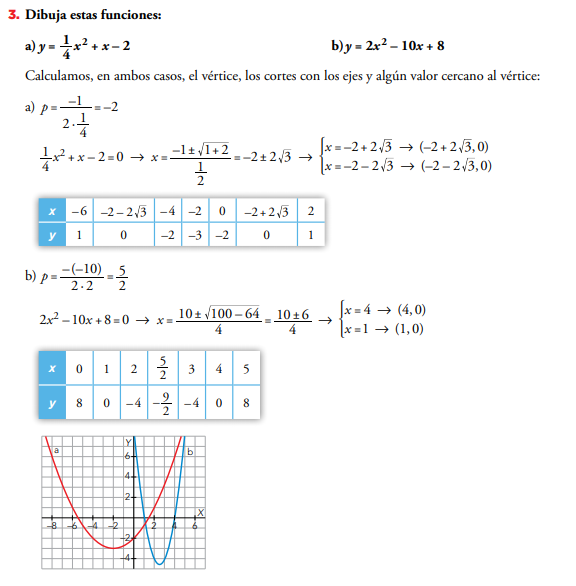 3. Dibuja estas funciones:
a) y = 1/4 x² + x – 2 b) y = 2x² – 10x + 8
Calculamos, en ambos casos, el vértice, los cortes con los ejes y algún valor cercano al vértice:
a) p = –1/(2 · 1/4) = –2
1/4 x² + x – 2 = 0 → x = (–1 ± √(1 + 2))/(1/2) = –2 ± 2√3 → { x = –2 + 2√3 → (–2 + 2√3, 0)
x = –2 – 2√3 → (–2 – 2√3, 0)
x –6 –2 – 2√3 –4 –2 0 –2 + 2√3 2
y 1 0 –2 –3 –2 0 1
b) p = –(–10)/(2 · 2) = 5/2
2x² – 10x + 8 = 0 → x = (10 ± √(100 – 64))/4 = (10 ± 6)/4 → { x = 4 → (4, 0)
x = 1 → (1, 0)
x 0 1 2 5/2 3 4 5
y 8 0 –4 –9/2 –4 0 8
a Y b
6
4
2
X
–8 –6 –4 –2 2 4 6
–2
–4